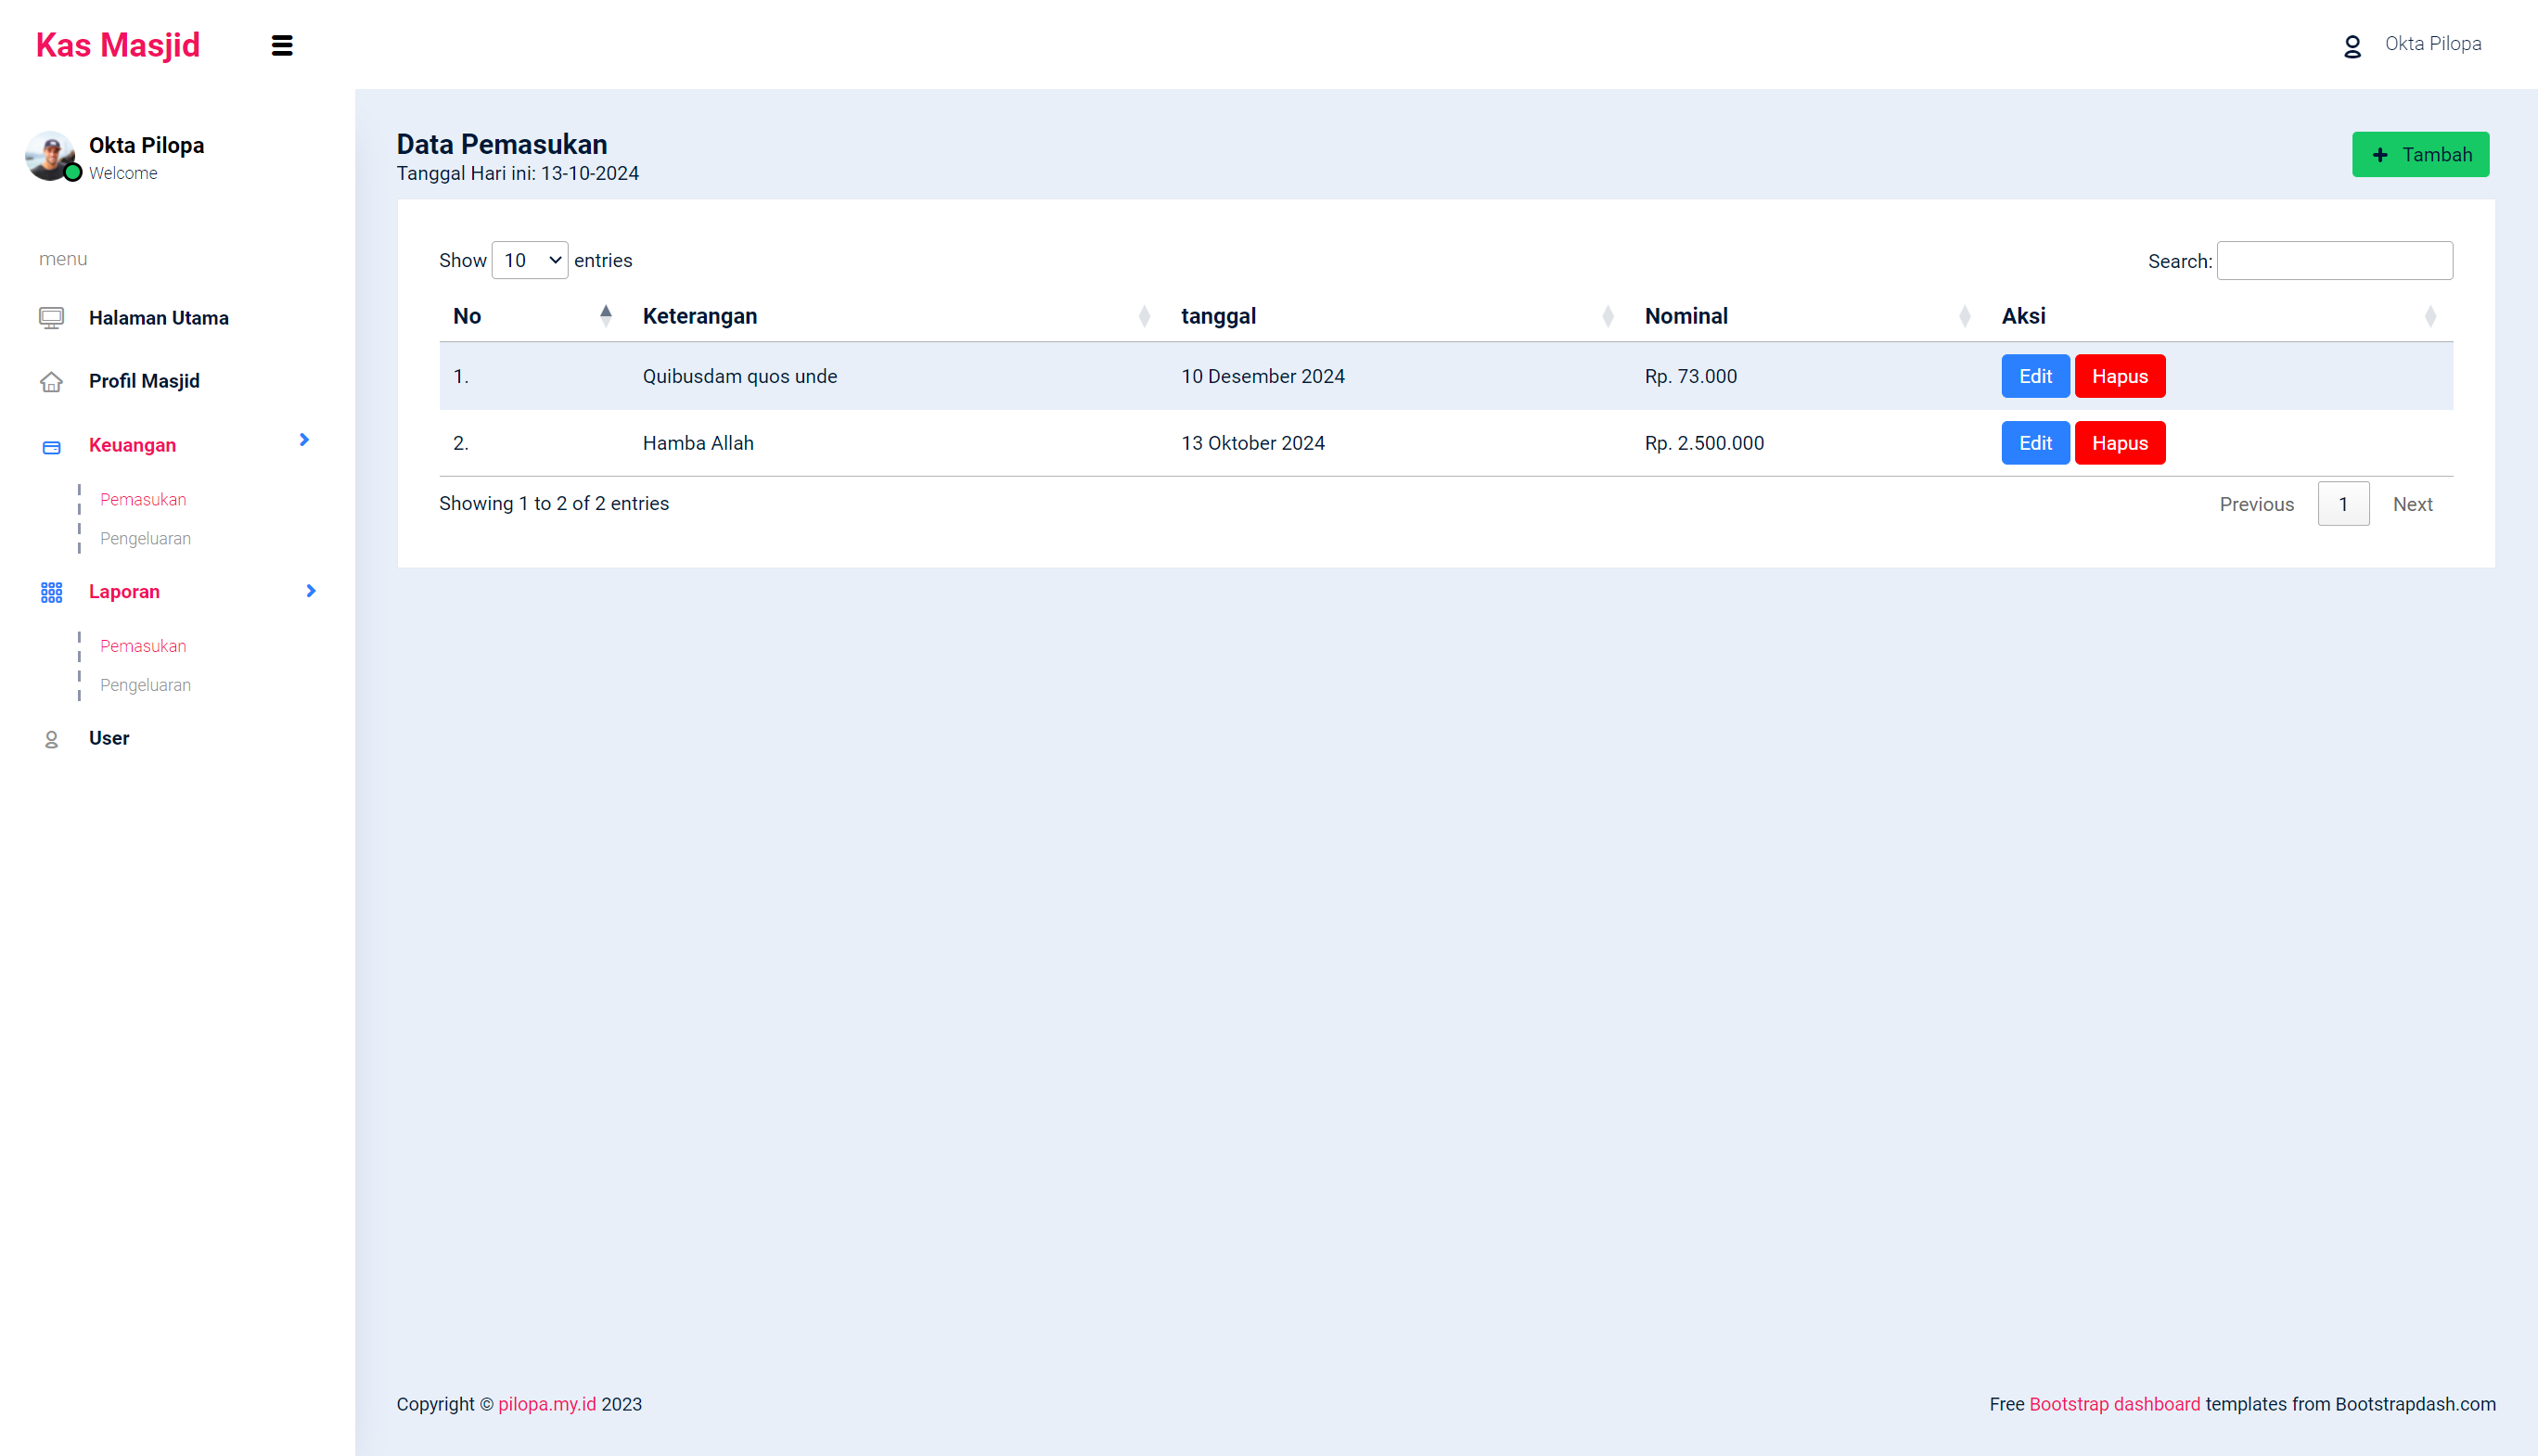 Kas Masjid
Okta Pilopa
Okta Pilopa
Welcome
menu
Halaman Utama
Profil Masjid
Keuangan
Pemasukan
Pengeluaran
Laporan
Pemasukan
Pengeluaran
User
Data Pemasukan
Tanggal Hari ini: 13-10-2024
Tambah
Show 10 entries
Search:
No Keterangan tanggal Nominal Aksi
1. Quibusdam quos unde 10 Desember 2024 Rp. 73.000 Edit Hapus
2. Hamba Allah 13 Oktober 2024 Rp. 2.500.000 Edit Hapus
Showing 1 to 2 of 2 entries
Previous 1 Next
Copyright © pilopa.my.id 2023
Free Bootstrap dashboard templates from Bootstrapdash.com